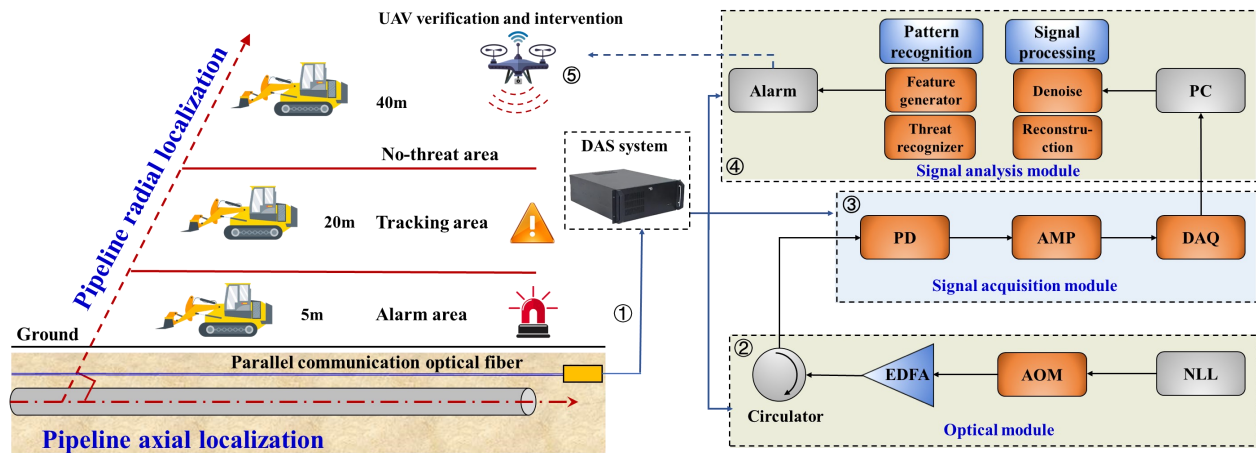 UAV verification and intervention
⑤
40m
Pipeline radial localization
No-threat area
20m
Tracking area
5m
Alarm area
①
Ground
Parallel communication optical fiber
Pipeline axial localization
DAS system
Pattern
recognition
Signal
processing
Alarm
Feature
generator
Denoise
PC
Threat
recognizer
Reconstru-
ction
④
Signal analysis module
③
PD
AMP
DAQ
Signal acquisition module
②
EDFA
AOM
NLL
Circulator
Optical module